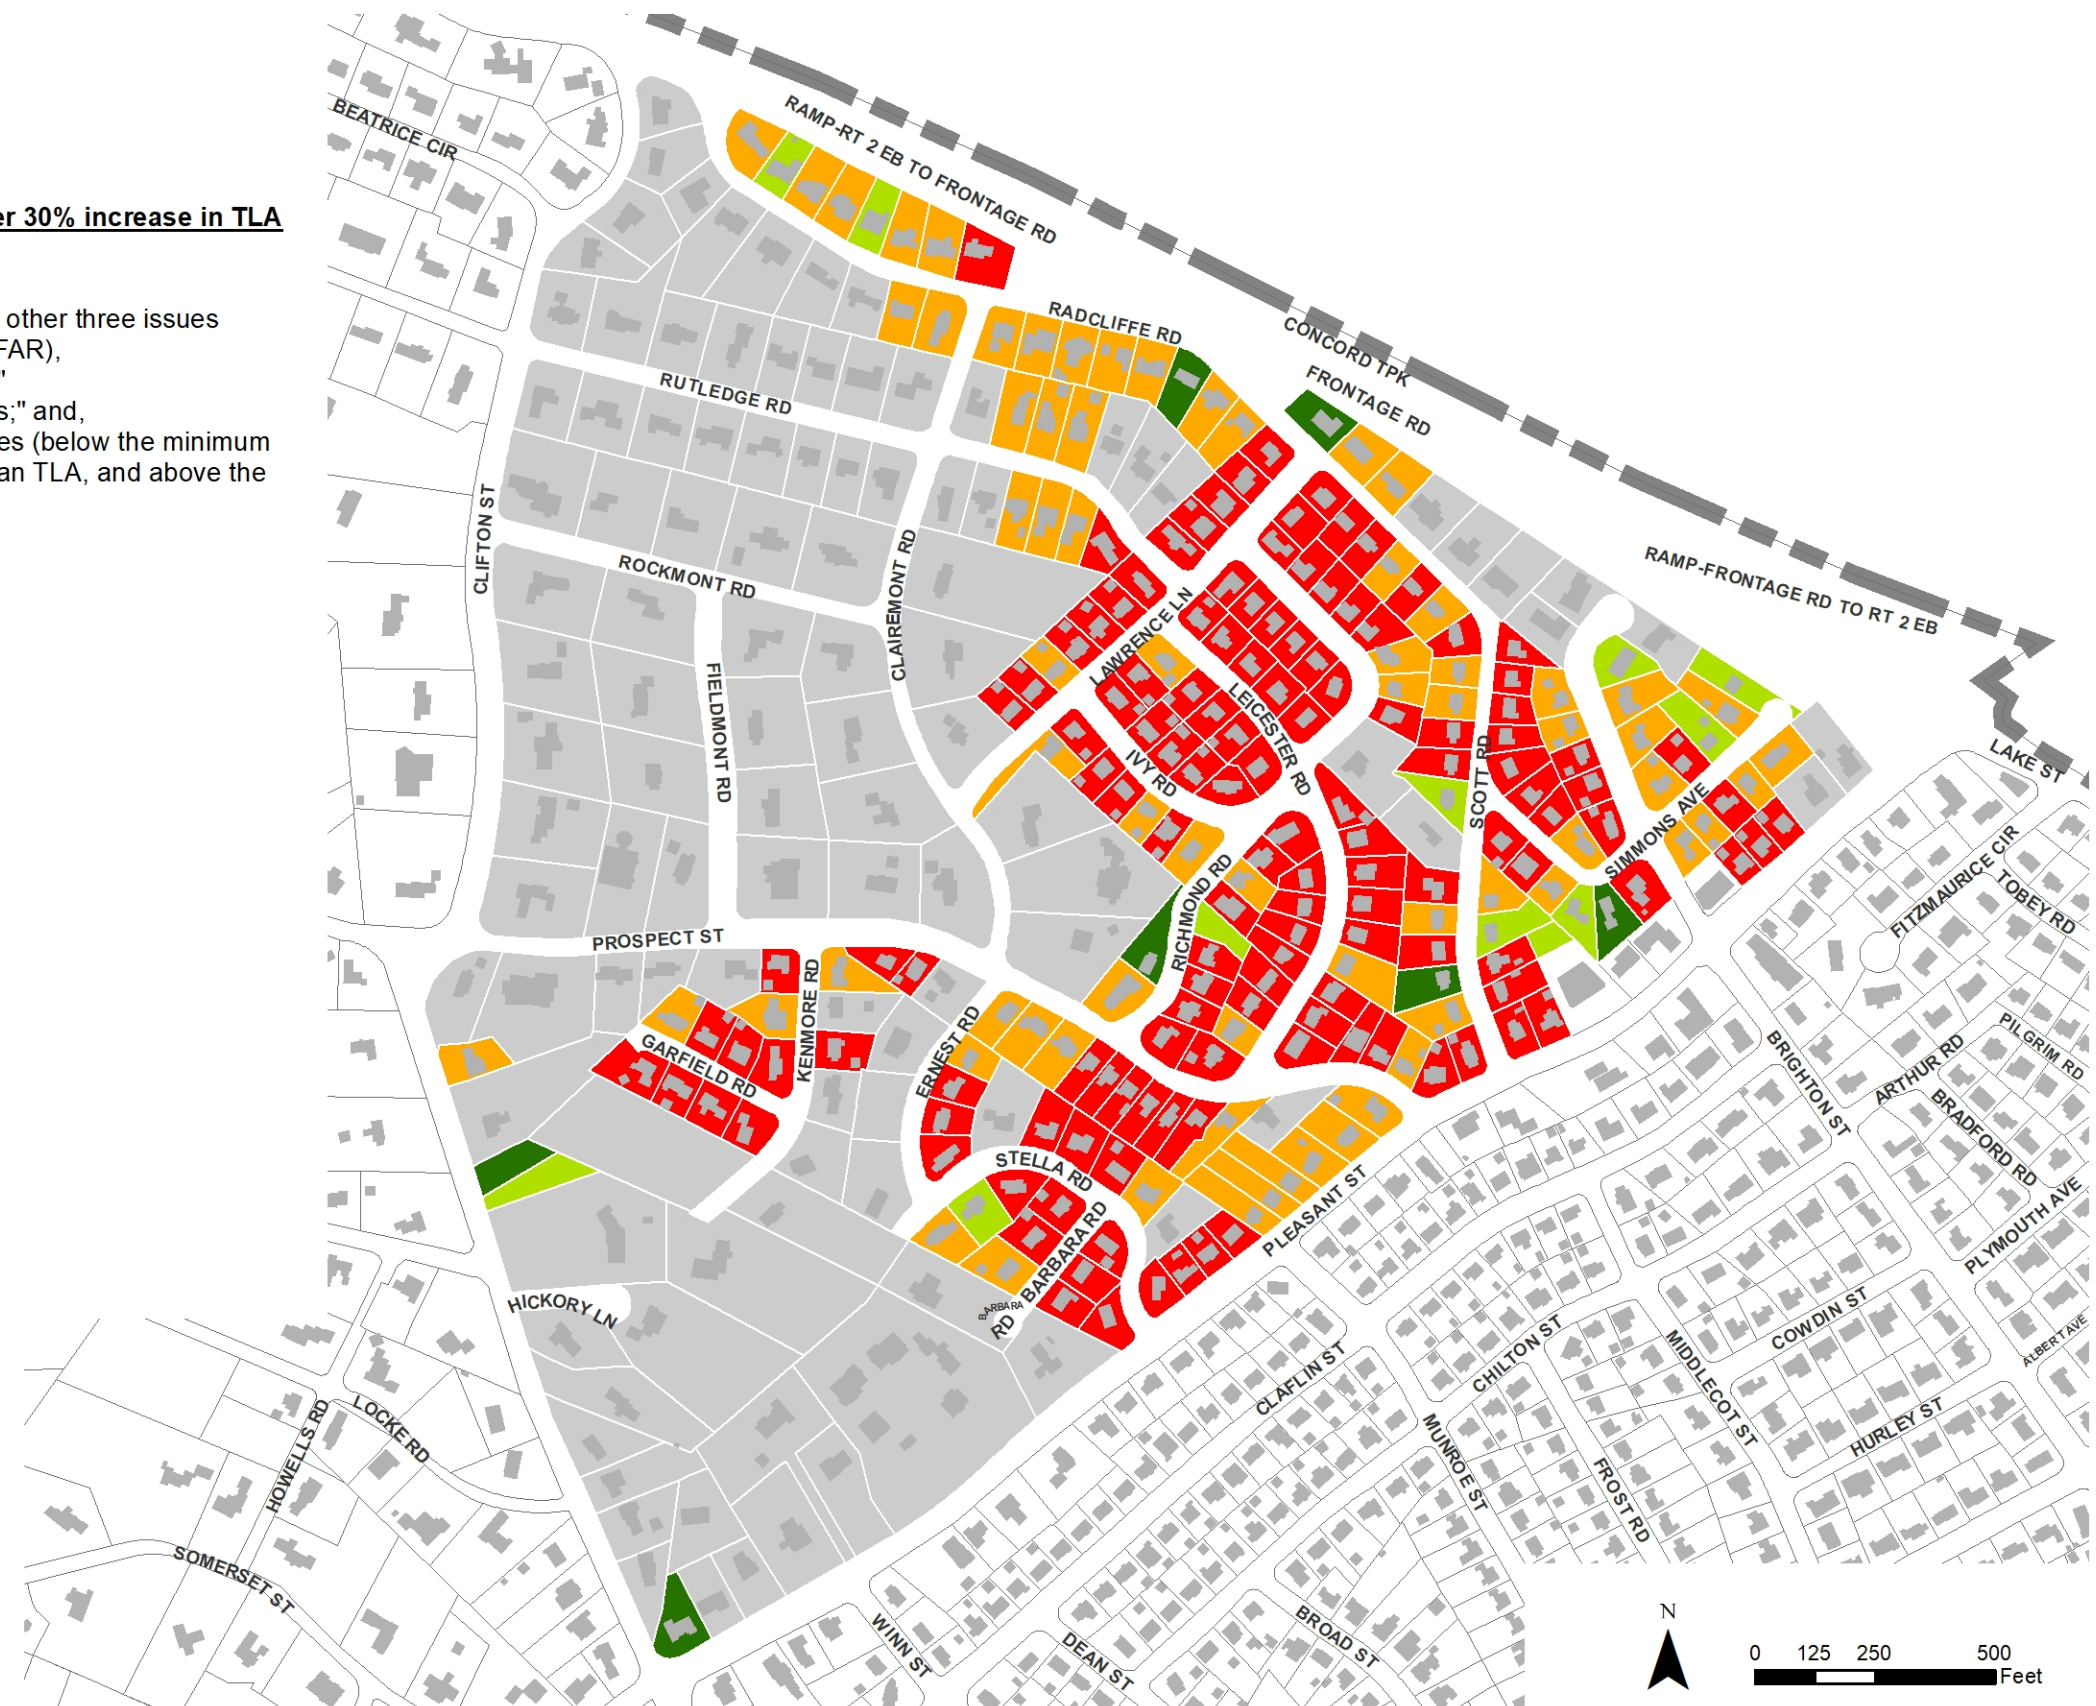 er 30% increase in TLA
other three issues
FAR),
"
s;" and,
es (below the minimum
an TLA, and above the
BEATRICE CIR
RAMP-RT 2 EB TO FRONTAGE RD
RADCLIFFE RD
CONCORD TPK
FRONTAGE RD
RUTLEDGE RD
CLIFTON ST
ROCKMONT RD
CLAIREMONT RD
RAMP-FRONTAGE RD TO RT 2 EB
LAWRENCE LN
LEICESTER RD
FIELDMONT RD
IVY RD
SCOTT RD
LAKE ST
SIMMONS AVE
FITZMAURICE CIR
TOBEY RD
RICHMOND RD
PROSPECT ST
KENMORE RD
GARFIELD RD
ERNEST RD
PILGRIM RD
BRIGHTON ST
ARTHUR RD
BRADFORD RD
STELLA RD
BARBARA RD
PLEASANT ST
PLYMOUTH AVE
HICKORY LN
BARBARA
RD
COWDIN ST
ALBERT AVE
CHILTON ST
MIDDLECOT ST
CLAFLIN ST
LOCKE RD
HOWELLS RD
MUNROE ST
HURLEY ST
FROST RD
SOMERSET ST
WINN ST
DEAN ST
BROAD ST
N
0 125 250 500
Feet